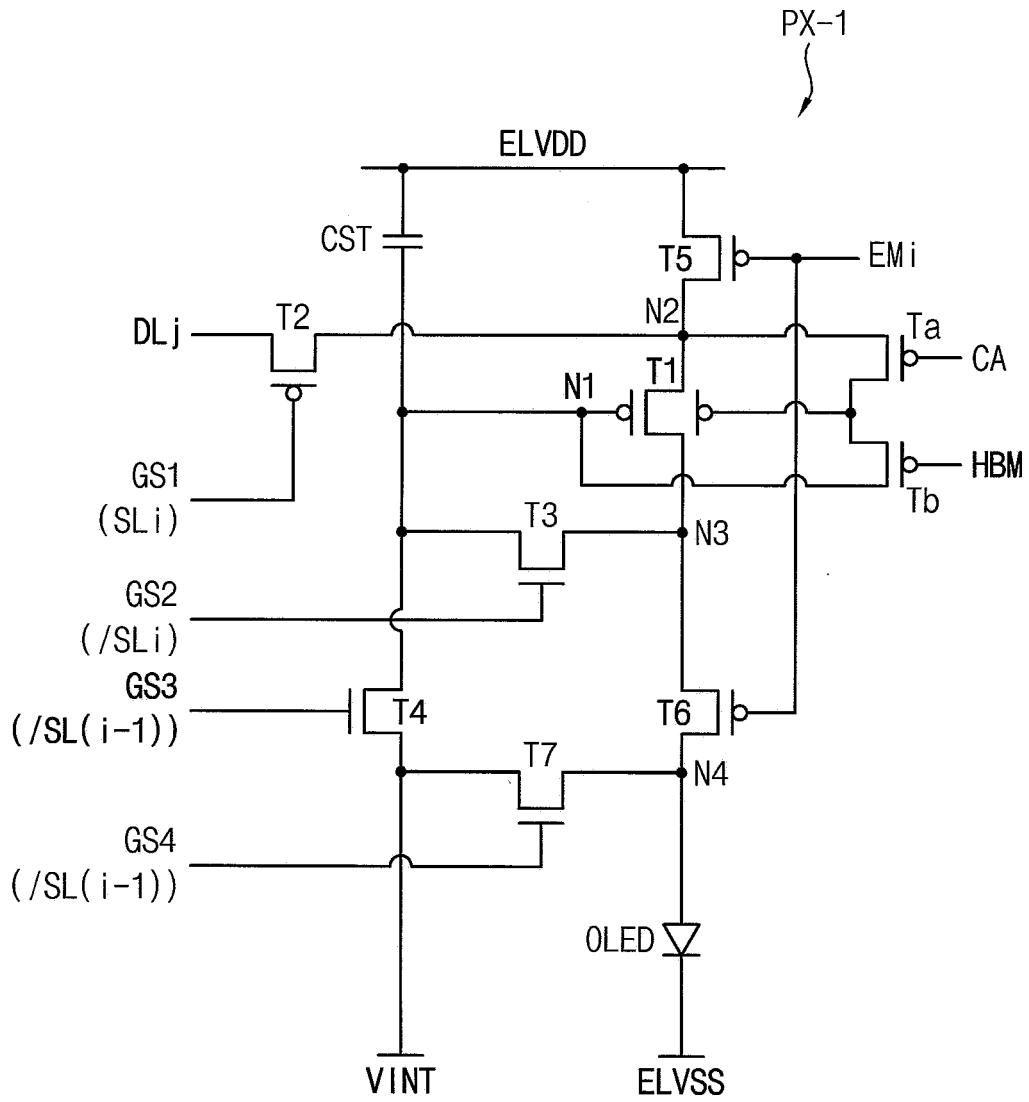 PX-1
ELVDD
CST
T5
EMi
DLj
T2
N2
Ta
CA
N1
T1
HBM
Tb
GS1
(SLi)
T3
N3
GS2
(/SLi)
GS3
(/SL(i-1))
T4
T6
T7
N4
GS4
(/SL(i-1))
OLED
VINT
ELVSS